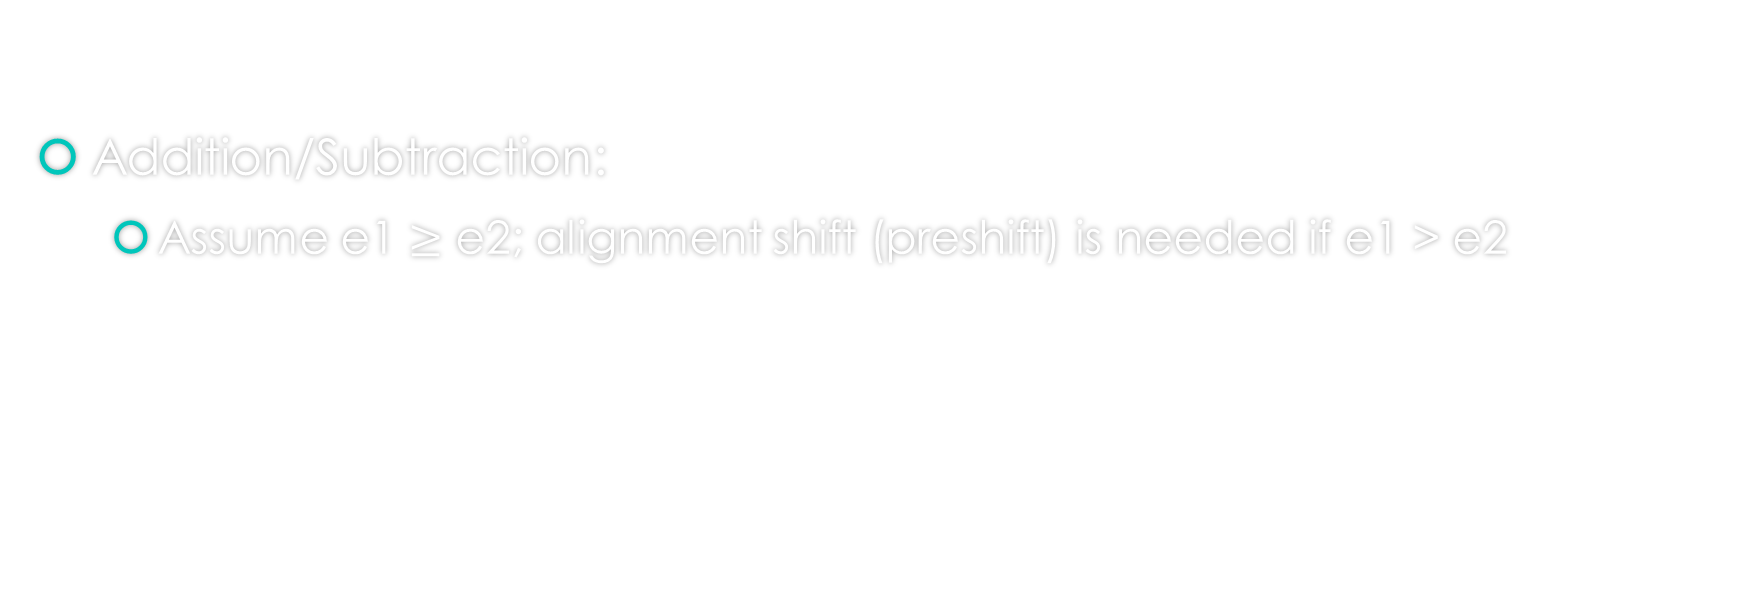 Addition/Subtraction:
Assume e1 ≥ e2; alignment shift (preshift) is needed if e1 > e2